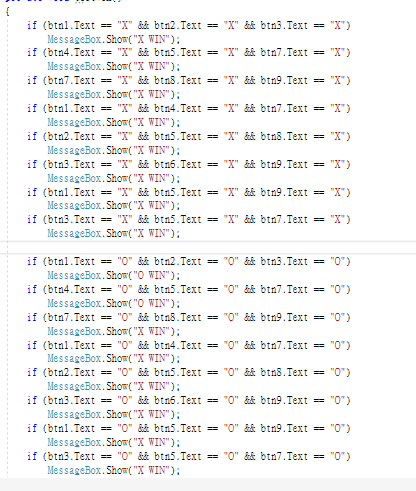 {
if (btn1.Text == "X" && btn2.Text == "X" && btn3.Text == "X")
MessageBox.Show("X WIN");
if (btn4.Text == "X" && btn5.Text == "X" && btn7.Text == "X")
MessageBox.Show("X WIN");
if (btn7.Text == "X" && btn8.Text == "X" && btn9.Text == "X")
MessageBox.Show("X WIN");
if (btn1.Text == "X" && btn4.Text == "X" && btn7.Text == "X")
MessageBox.Show("X WIN");
if (btn2.Text == "X" && btn5.Text == "X" && btn8.Text == "X")
MessageBox.Show("X WIN");
if (btn3.Text == "X" && btn6.Text == "X" && btn9.Text == "X")
MessageBox.Show("X WIN");
if (btn1.Text == "X" && btn5.Text == "X" && btn9.Text == "X")
MessageBox.Show("X WIN");
if (btn3.Text == "X" && btn5.Text == "X" && btn7.Text == "X")
MessageBox.Show("X WIN");
if (btn1.Text == "O" && btn2.Text == "O" && btn3.Text == "O")
MessageBox.Show("O WIN");
if (btn4.Text == "O" && btn5.Text == "O" && btn7.Text == "O")
MessageBox.Show("O WIN");
if (btn7.Text == "O" && btn8.Text == "O" && btn9.Text == "O")
MessageBox.Show("X WIN");
if (btn1.Text == "O" && btn4.Text == "O" && btn7.Text == "O")
MessageBox.Show("X WIN");
if (btn2.Text == "O" && btn5.Text == "O" && btn8.Text == "O")
MessageBox.Show("X WIN");
if (btn3.Text == "O" && btn6.Text == "O" && btn9.Text == "O")
MessageBox.Show("X WIN");
if (btn1.Text == "O" && btn5.Text == "O" && btn9.Text == "O")
MessageBox.Show("X WIN");
if (btn3.Text == "O" && btn5.Text == "O" && btn7.Text == "O")
MessageBox.Show("X WIN");